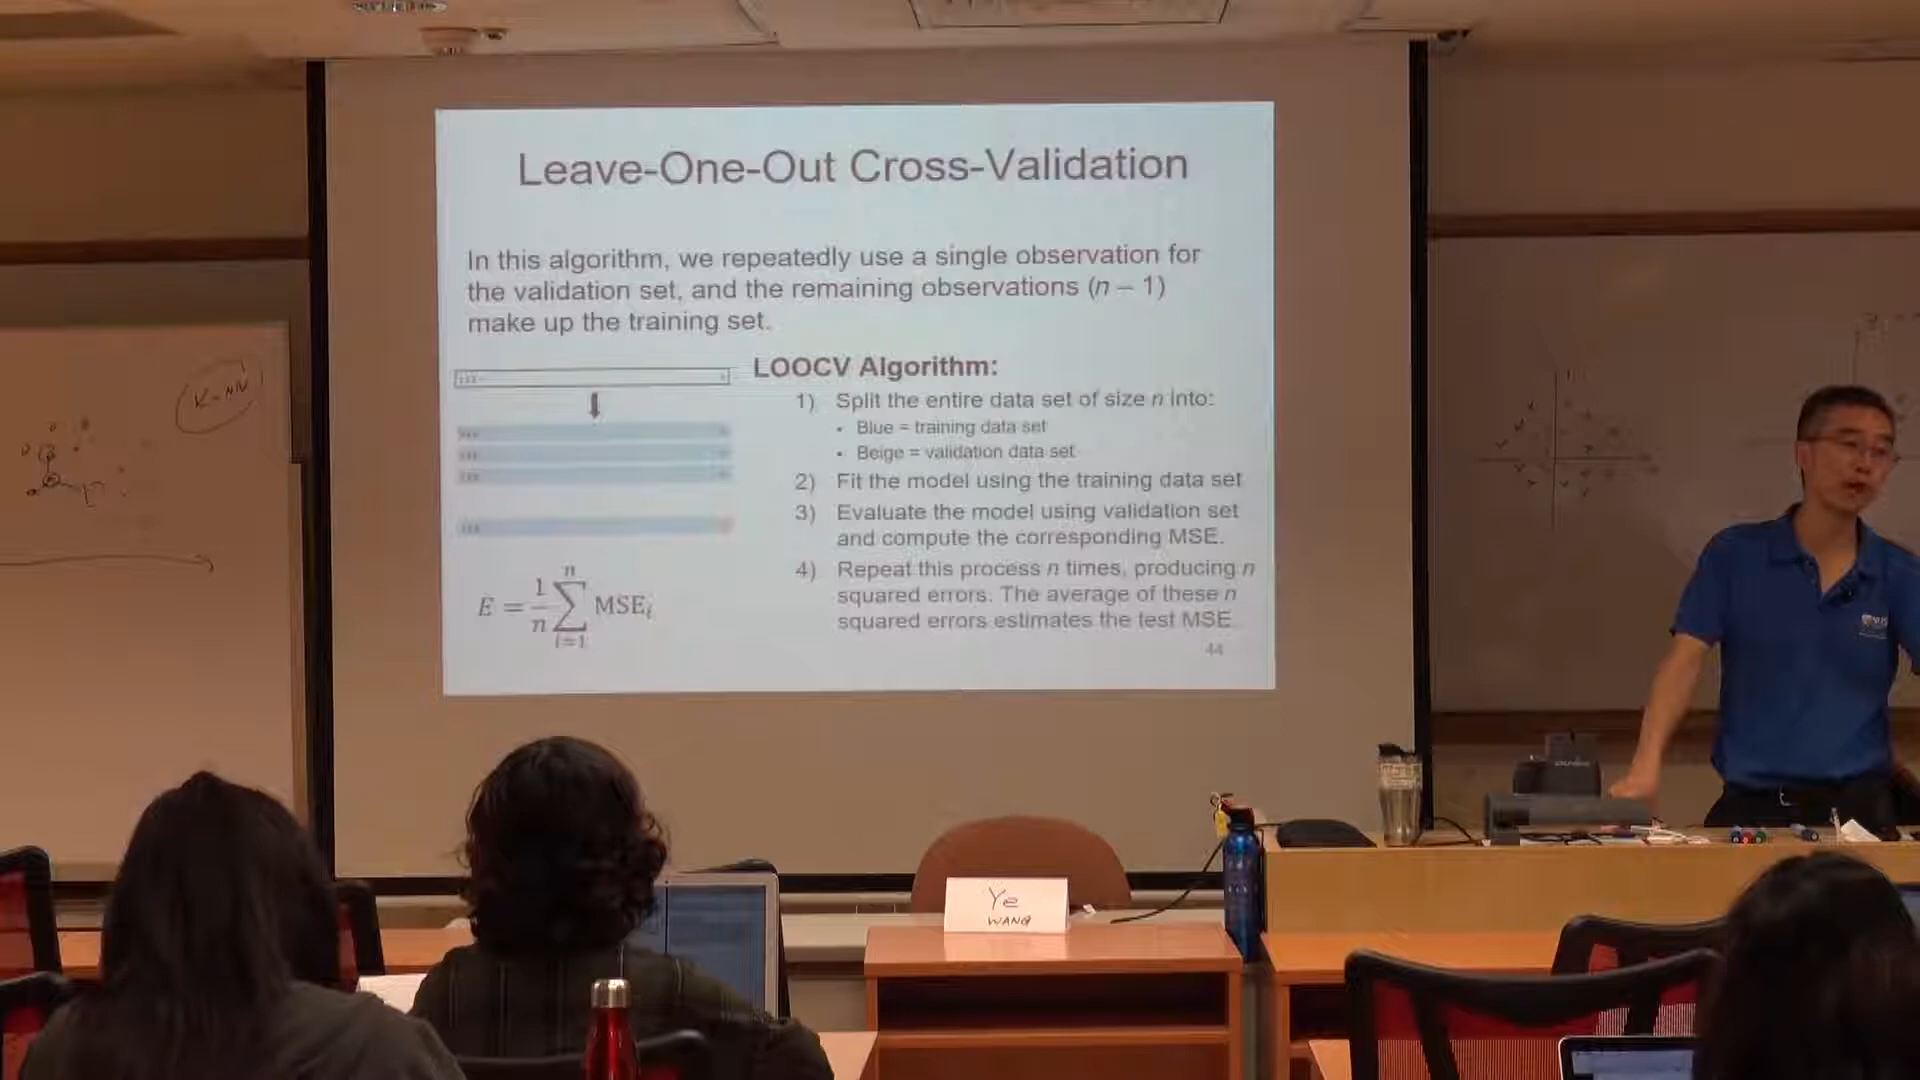 Leave-One-Out Cross-Validation
In this algorithm, we repeatedly use a single observation for
the validation set, and the remaining observations (n – 1)
make up the training set.
LOOCV Algorithm:
1) Split the entire data set of size n into:
• Blue = training data set
• Beige = validation data set
2) Fit the model using the training data set
3) Evaluate the model using validation set
and compute the corresponding MSE.
4) Repeat this process n times, producing n
squared errors. The average of these n
squared errors estimates the test MSE.
E = 1/n ∑ i=1 n MSEi
44
K-NN
Ye
WANG